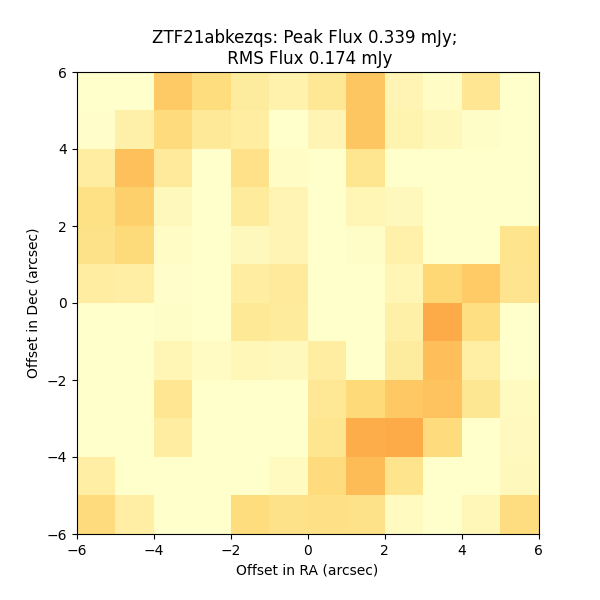 ZTF21abkezqs: Peak Flux 0.339 mJy;
RMS Flux 0.174 mJy
6
4
2
0
−2
−4
−6
Offset in Dec (arcsec)
−6 −4 −2 0 2 4 6
Offset in RA (arcsec)